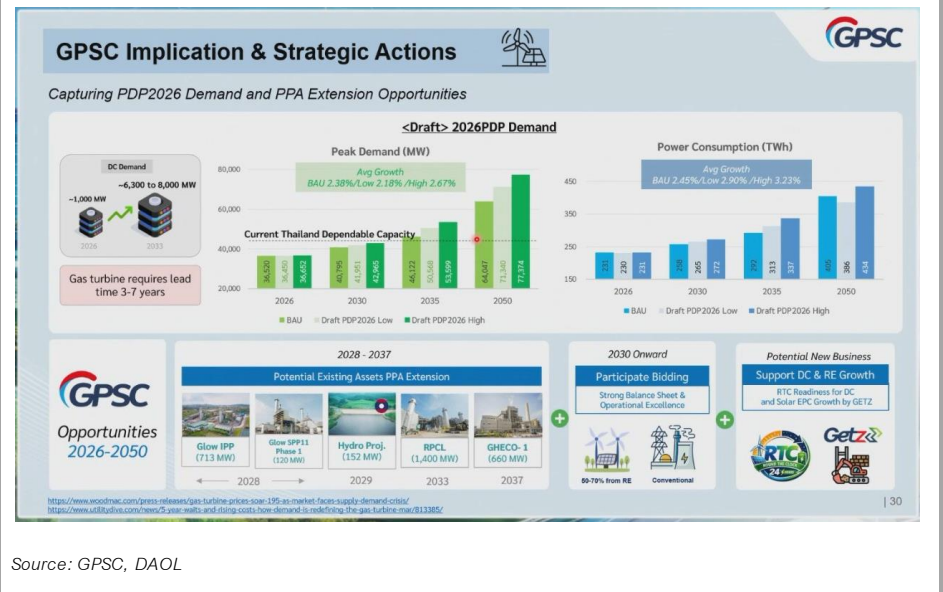 GPSC Implication & Strategic Actions
GPSC
Capturing PDP2026 Demand and PPA Extension Opportunities
<Draft> 2026PDP Demand
DC Demand
~6,300 to 8,000 MW
~1,000 MW
2026
2033
Gas turbine requires lead
time 3-7 years
Peak Demand (MW)
Avg Growth
BAU 2.38%/Low 2.18% /High 2.67%
80,000
60,000
40,000
20,000
Current Thailand Dependable Capacity
36,520
36,450
36,652
40,795
41,951
42,965
46,122
50,568
53,599
64,047
71,340
77,374
2026
2030
2035
2050
BAU
Draft PDP2026 Low
Draft PDP2026 High
Power Consumption (TWh)
Avg Growth
BAU 2.45%/Low 2.90% /High 3.23%
450
350
250
150
231
230
231
258
265
272
292
313
337
405
386
434
2026
2030
2035
2050
BAU
Draft PDP2026 Low
Draft PDP2026 High
GPSC
Opportunities
2026-2050
2028 - 2037
Potential Existing Assets PPA Extension
Glow IPP
(713 MW)
Glow SPP11
Phase 1
(120 MW)
Hydro Proj.
(152 MW)
RPCL
(1,400 MW)
GHECO- 1
(660 MW)
2028
2029
2033
2037
2030 Onward
Participate Bidding
Strong Balance Sheet &
Operational Excellence
50-70% from RE
Conventional
Potential New Business
Support DC & RE Growth
RTC Readiness for DC
and Solar EPC Growth by GETZ
RTC
24
Getz
https://www.woodmac.com/press-releases/gas-turbine-prices-soar-195-as-market-faces-supply-demand-crisis/
https://www.utilitydive.com/news/5-year-waits-and-rising-costs-how-demand-is-redefining-the-gas-turbine-mar/813385/
| 30
Source: GPSC, DAOL